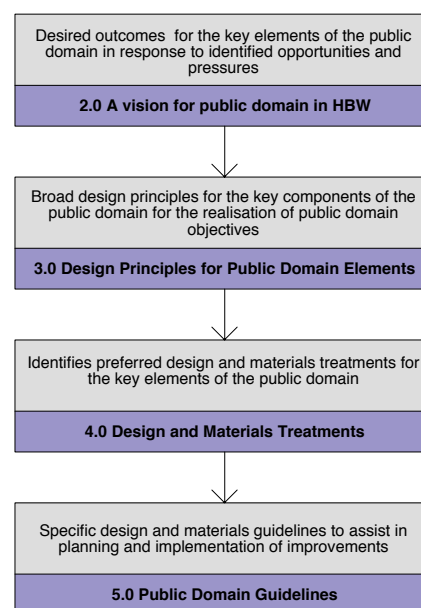 Desired outcomes for the key elements of the public
domain in response to identified opportunities and
pressures
2.0 A vision for public domain in HBW
Broad design principles for the key components of the
public domain for the realisation of public domain
objectives
3.0 Design Principles for Public Domain Elements
Identifies preferred design and materials treatments for
the key elements of the public domain
4.0 Design and Materials Treatments
Specific design and materials guidelines to assist in
planning and implementation of improvements
5.0 Public Domain Guidelines